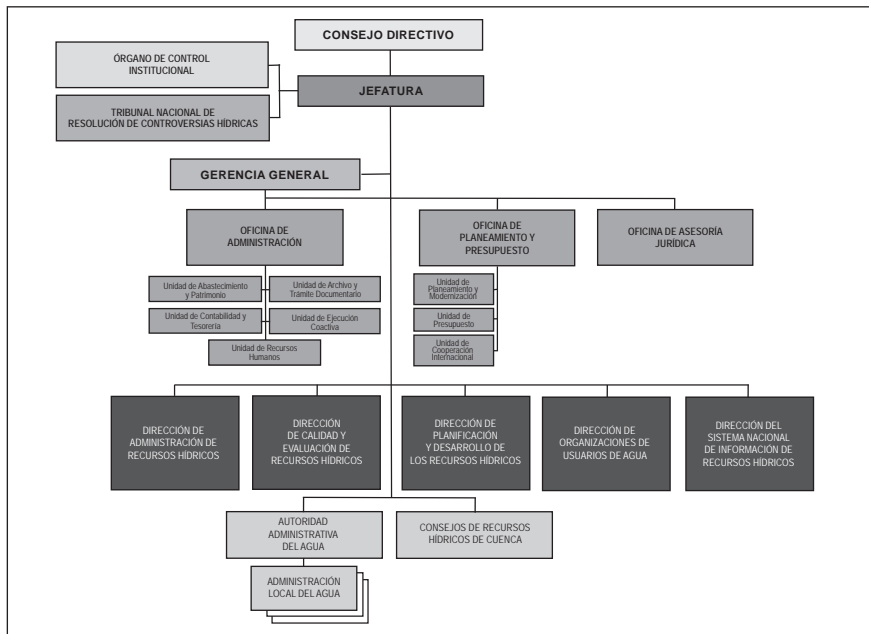 CONSEJO DIRECTIVO
ÓRGANO DE CONTROL
INSTITUCIONAL
JEFATURA
TRIBUNAL NACIONAL DE
RESOLUCIÓN DE CONTROVERSIAS HÍDRICAS
GERENCIA GENERAL
OFICINA DE
ADMINISTRACIÓN
OFICINA DE
PLANEAMIENTO Y
PRESUPUESTO
OFICINA DE ASESORÍA
JURÍDICA
Unidad de Abastecimiento
y Patrimonio
Unidad de Archivo y
Trámite Documentario
Unidad de Contabilidad y
Tesorería
Unidad de Ejecución
Coactiva
Unidad de Recursos
Humanos
Unidad de
Planeamiento y
Modernización
Unidad de
Presupuesto
Unidad de
Cooperación
Internacional
DIRECCIÓN DE
ADMINISTRACIÓN DE
RECURSOS HÍDRICOS
DIRECCIÓN
DE CALIDAD Y
EVALUACIÓN DE
RECURSOS HÍDRICOS
DIRECCIÓN DE
PLANIFICACIÓN
Y DESARROLLO DE
LOS RECURSOS HÍDRICOS
DIRECCIÓN DE
ORGANIZACIONES DE
USUARIOS DE AGUA
DIRECCIÓN DEL
SISTEMA NACIONAL
DE INFORMACIÓN DE
RECURSOS HÍDRICOS
AUTORIDAD
ADMINISTRATIVA
DEL AGUA
CONSEJOS DE RECURSOS
HÍDRICOS DE CUENCA
ADMINISTRACIÓN
LOCAL DEL AGUA